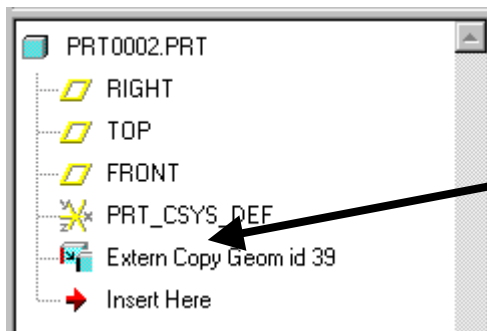 PRT0002.PRT
RIGHT
TOP
FRONT
PRT_CSYS_DEF
Extern Copy Geom id 39
Insert Here